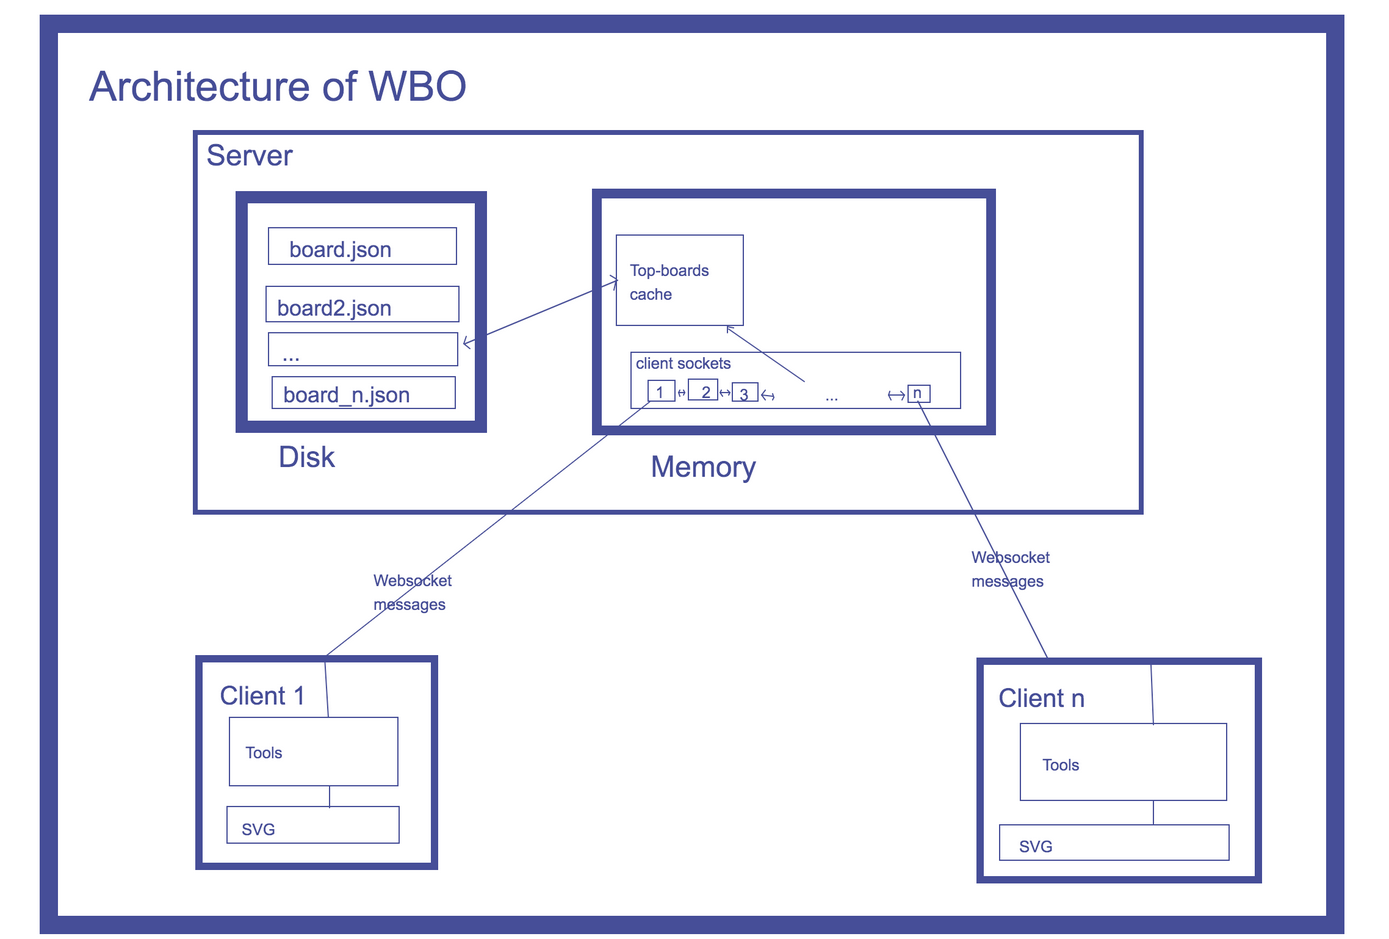 Architecture of WBO
Server
board.json
board2.json
...
board_n.json
Disk
Top-boards
cache
client sockets
1
2
3
...
n
Memory
Websocket
messages
Websocket
messages
Client 1
Tools
SVG
Client n
Tools
SVG